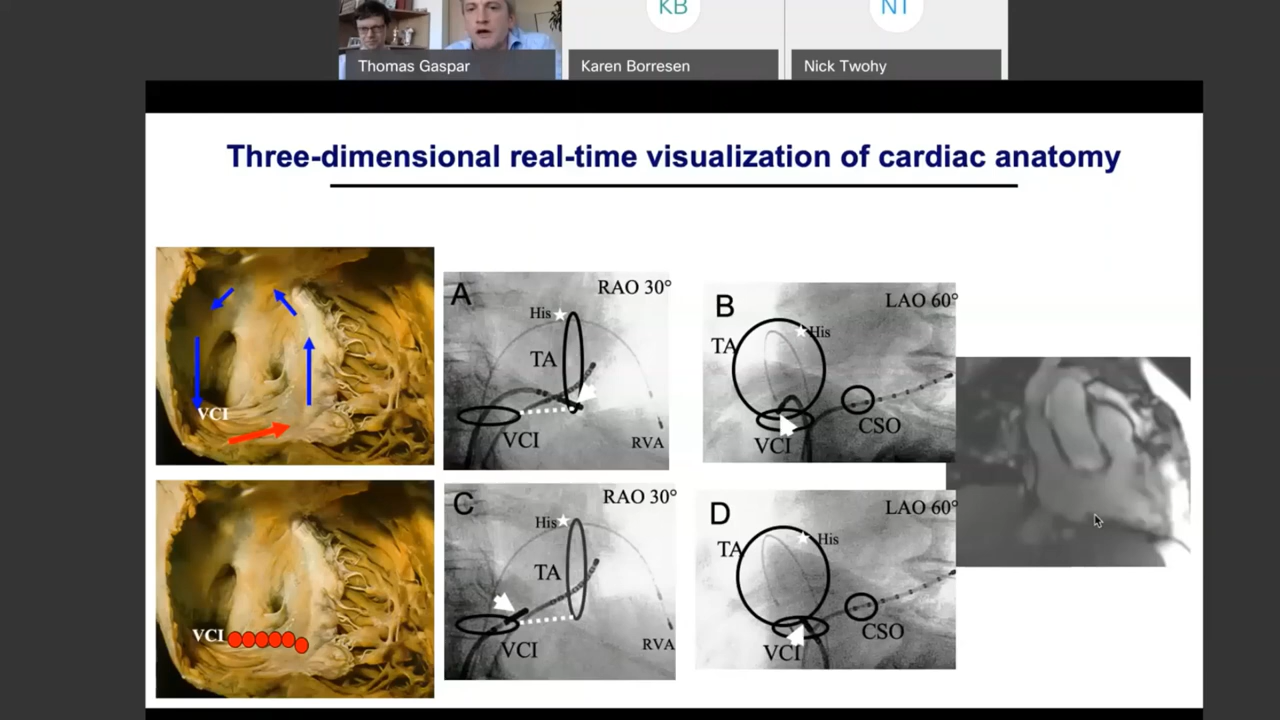 KB
NT
Thomas Gaspar
Karen Borresen
Nick Twohy
Three-dimensional real-time visualization of cardiac anatomy
VCI
A
RAO 30°
His
TA
VCI
RVA
B
LAO 60°
His
TA
CSO
VCI
VCI
C
RAO 30°
His
TA
VCI
RVA
D
LAO 60°
His
TA
CSO
VCI